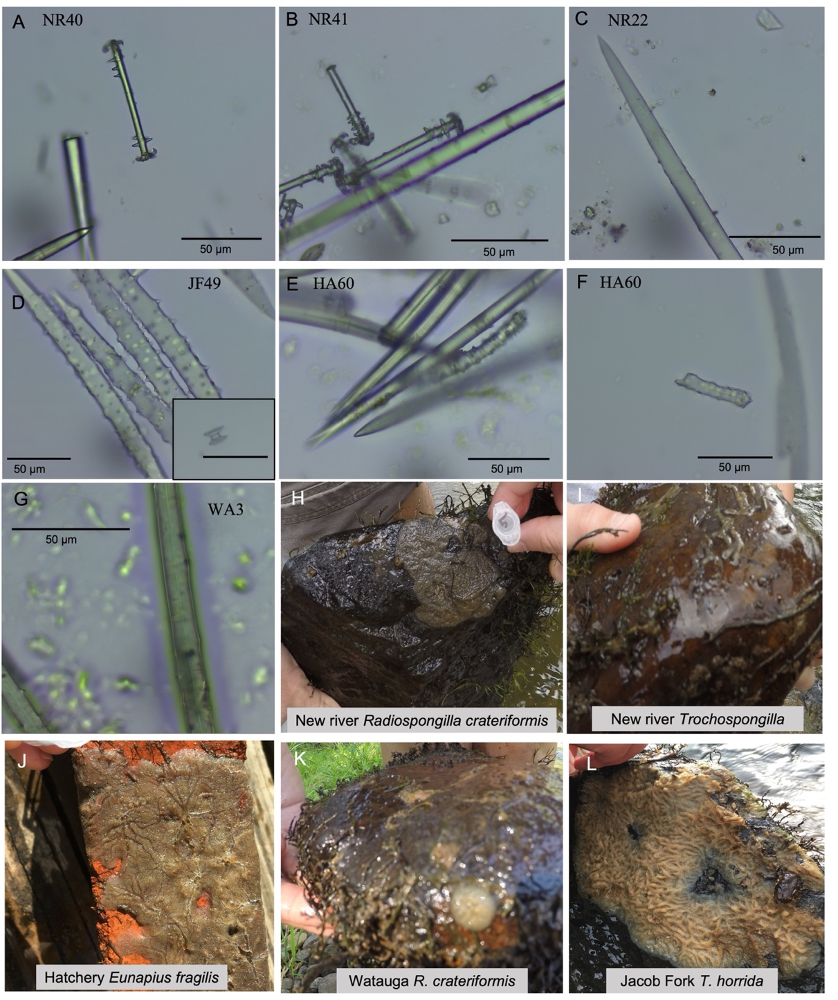 A NR40
B NR41
C NR22
50 µm
50 µm
50 µm
D JF49
E HA60
F HA60
50 µm
50 µm
50 µm
G WA3
50 µm
H
I
New river Radiospongilla crateriformis
New river Trochospongilla
J
K
L
Hatchery Eunapius fragilis
Watauga R. crateriformis
Jacob Fork T. horrida